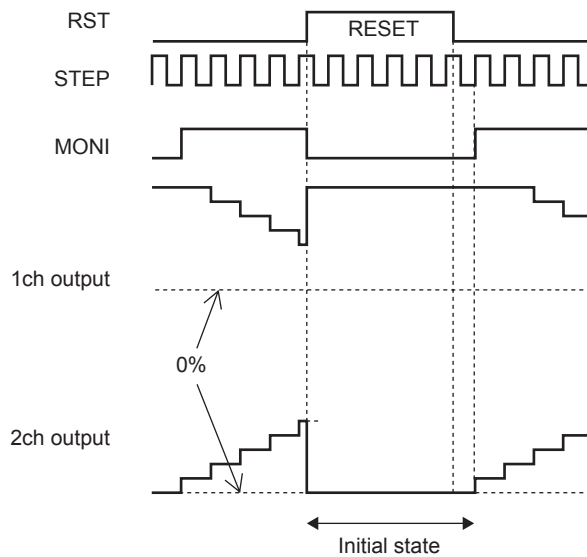 RST
RESET
STEP
MONI
1ch output
0%
2ch output
Initial state